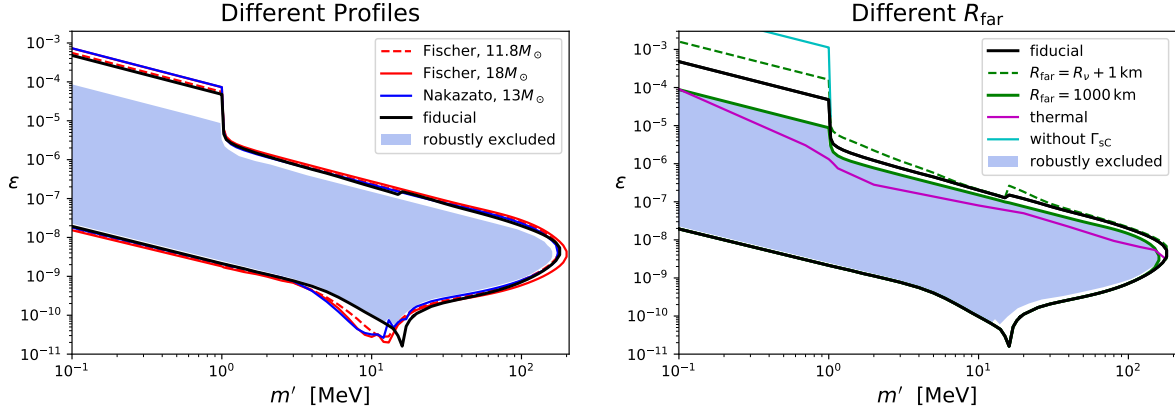 Different Profiles
ε
10⁻³
10⁻⁴
10⁻⁵
10⁻⁶
10⁻⁷
10⁻⁸
10⁻⁹
10⁻¹⁰
10⁻¹¹
Fischer, 11.8M⊙
Fischer, 18M⊙
Nakazato, 13M⊙
fiducial
robustly excluded
10⁻¹ 10⁰ 10¹ 10²
m′ [MeV]
Different R_far
ε
10⁻³
10⁻⁴
10⁻⁵
10⁻⁶
10⁻⁷
10⁻⁸
10⁻⁹
10⁻¹⁰
10⁻¹¹
fiducial
R_far = R_ν + 1 km
R_far = 1000 km
thermal
without Γ_sC
robustly excluded
10⁻¹ 10⁰ 10¹ 10²
m′ [MeV]